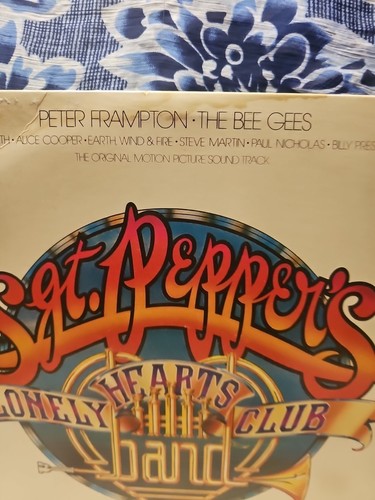 PETER FRAMPTON • THE BEE GEES
• ALICE COOPER • EARTH, WIND & FIRE • STEVE MARTIN • PAUL NICHOLAS • BILLY
THE ORIGINAL MOTION PICTURE SOUND TRACK
Sgt. Pepper's
HEARTS
LONELY CLUB
band